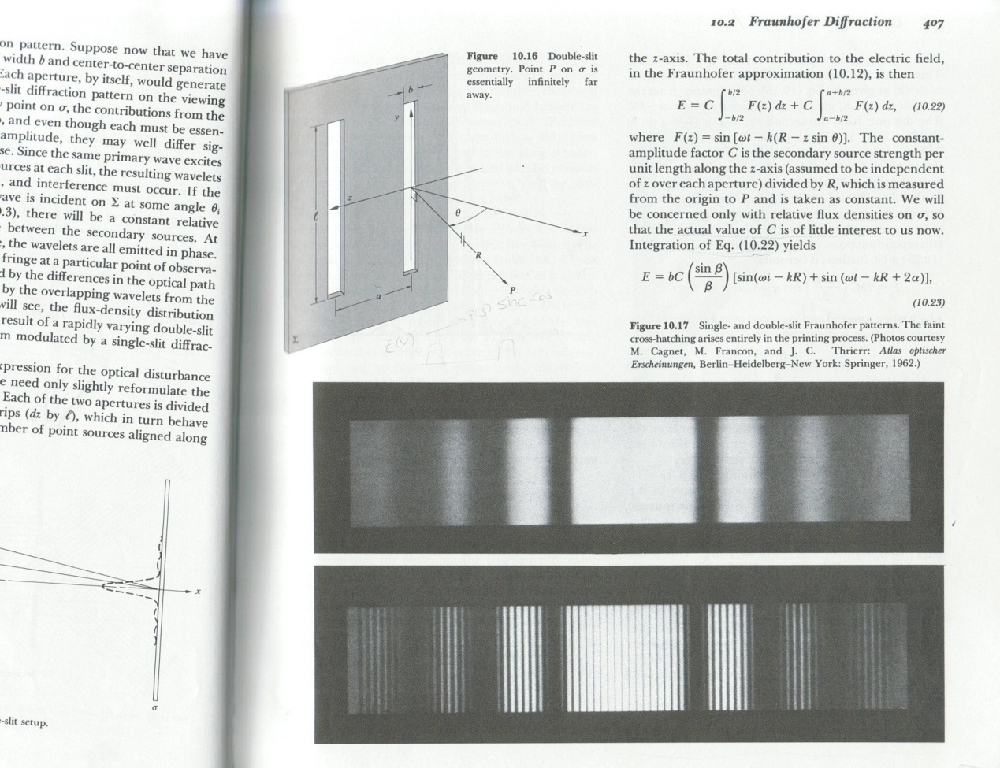 on pattern. Suppose now that we have
width b and center-to-center separation
Each aperture, by itself, would generate
-slit diffraction pattern on the viewing
point on σ, the contributions from the
, and even though each must be essen-
amplitude, they may well differ sig-
se. Since the same primary wave excites
urces at each slit, the resulting wavelets
, and interference must occur. If the
wave is incident on Σ at some angle θᵢ
.3), there will be a constant relative
between the secondary sources. At
, the wavelets are all emitted in phase.
fringe at a particular point of observa-
d by the differences in the optical path
by the overlapping wavelets from the
will see, the flux-density distribution
result of a rapidly varying double-slit
m modulated by a single-slit diffrac-
xpression for the optical disturbance
e need only slightly reformulate the
Each of the two apertures is divided
rips (dz by ℓ), which in turn behave
mber of point sources aligned along
x
σ
-slit setup.
10.2 Fraunhofer Diffraction 407
Figure 10.16 Double-slit
geometry. Point P on σ is
essentially infinitely far
away.
b
y
z
ℓ
θ
x
R
a
P
Σ
the z-axis. The total contribution to the electric field,
in the Fraunhofer approximation (10.12), is then
E = C ∫_{−b/2}^{b/2} F(z) dz + C ∫_{a−b/2}^{a+b/2} F(z) dz, (10.22)
where F(z) = sin [ωt − k(R − z sin θ)]. The constant-
amplitude factor C is the secondary source strength per
unit length along the z-axis (assumed to be independent
of z over each aperture) divided by R, which is measured
from the origin to P and is taken as constant. We will
be concerned only with relative flux densities on σ, so
that the actual value of C is of little interest to us now.
Integration of Eq. (10.22) yields
E = bC (sin β / β) [sin(ωt − kR) + sin (ωt − kR + 2α)],
(10.23)
Figure 10.17 Single- and double-slit Fraunhofer patterns. The faint
cross-hatching arises entirely in the printing process. (Photos courtesy
M. Cagnet, M. Francon, and J. C. Thrierr: Atlas optischer
Erscheinungen, Berlin–Heidelberg–New York: Springer, 1962.)